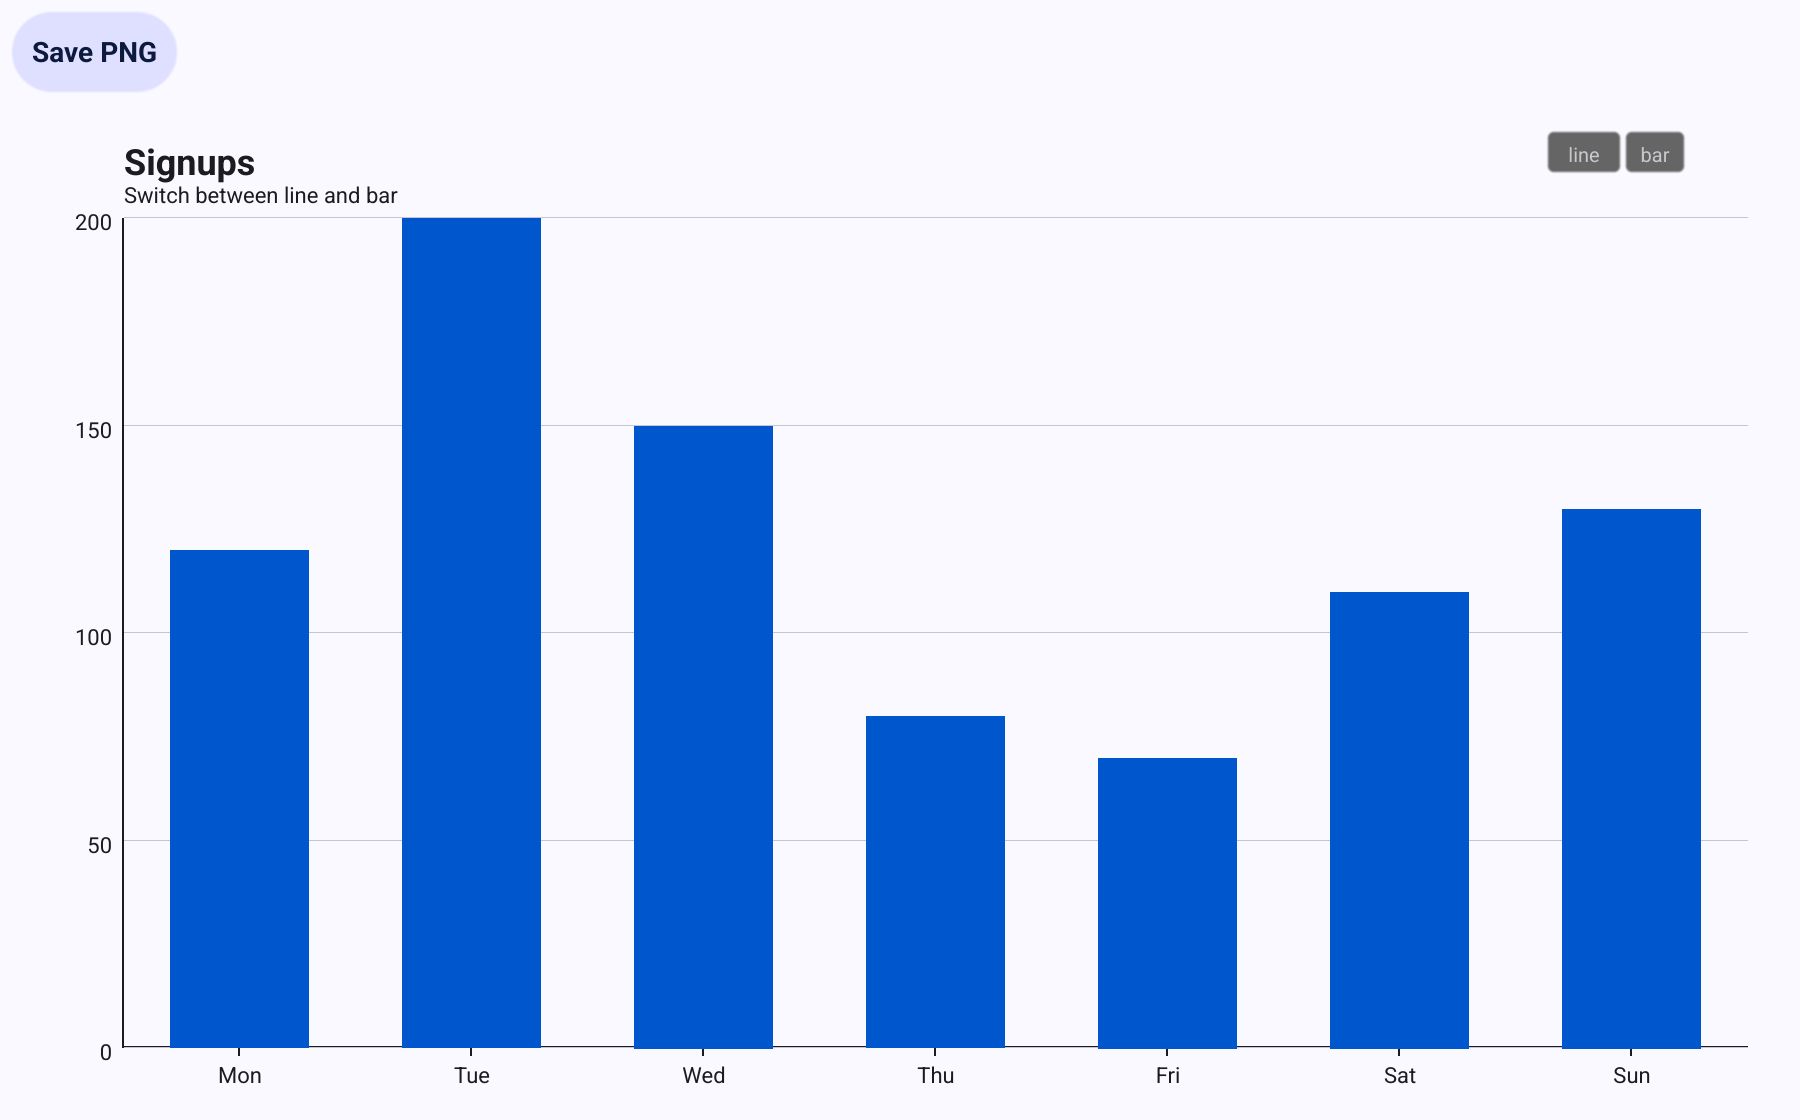 Save PNG
Signups
line bar
Switch between line and bar
200
150
100
50
0
Mon Tue Wed Thu Fri Sat Sun